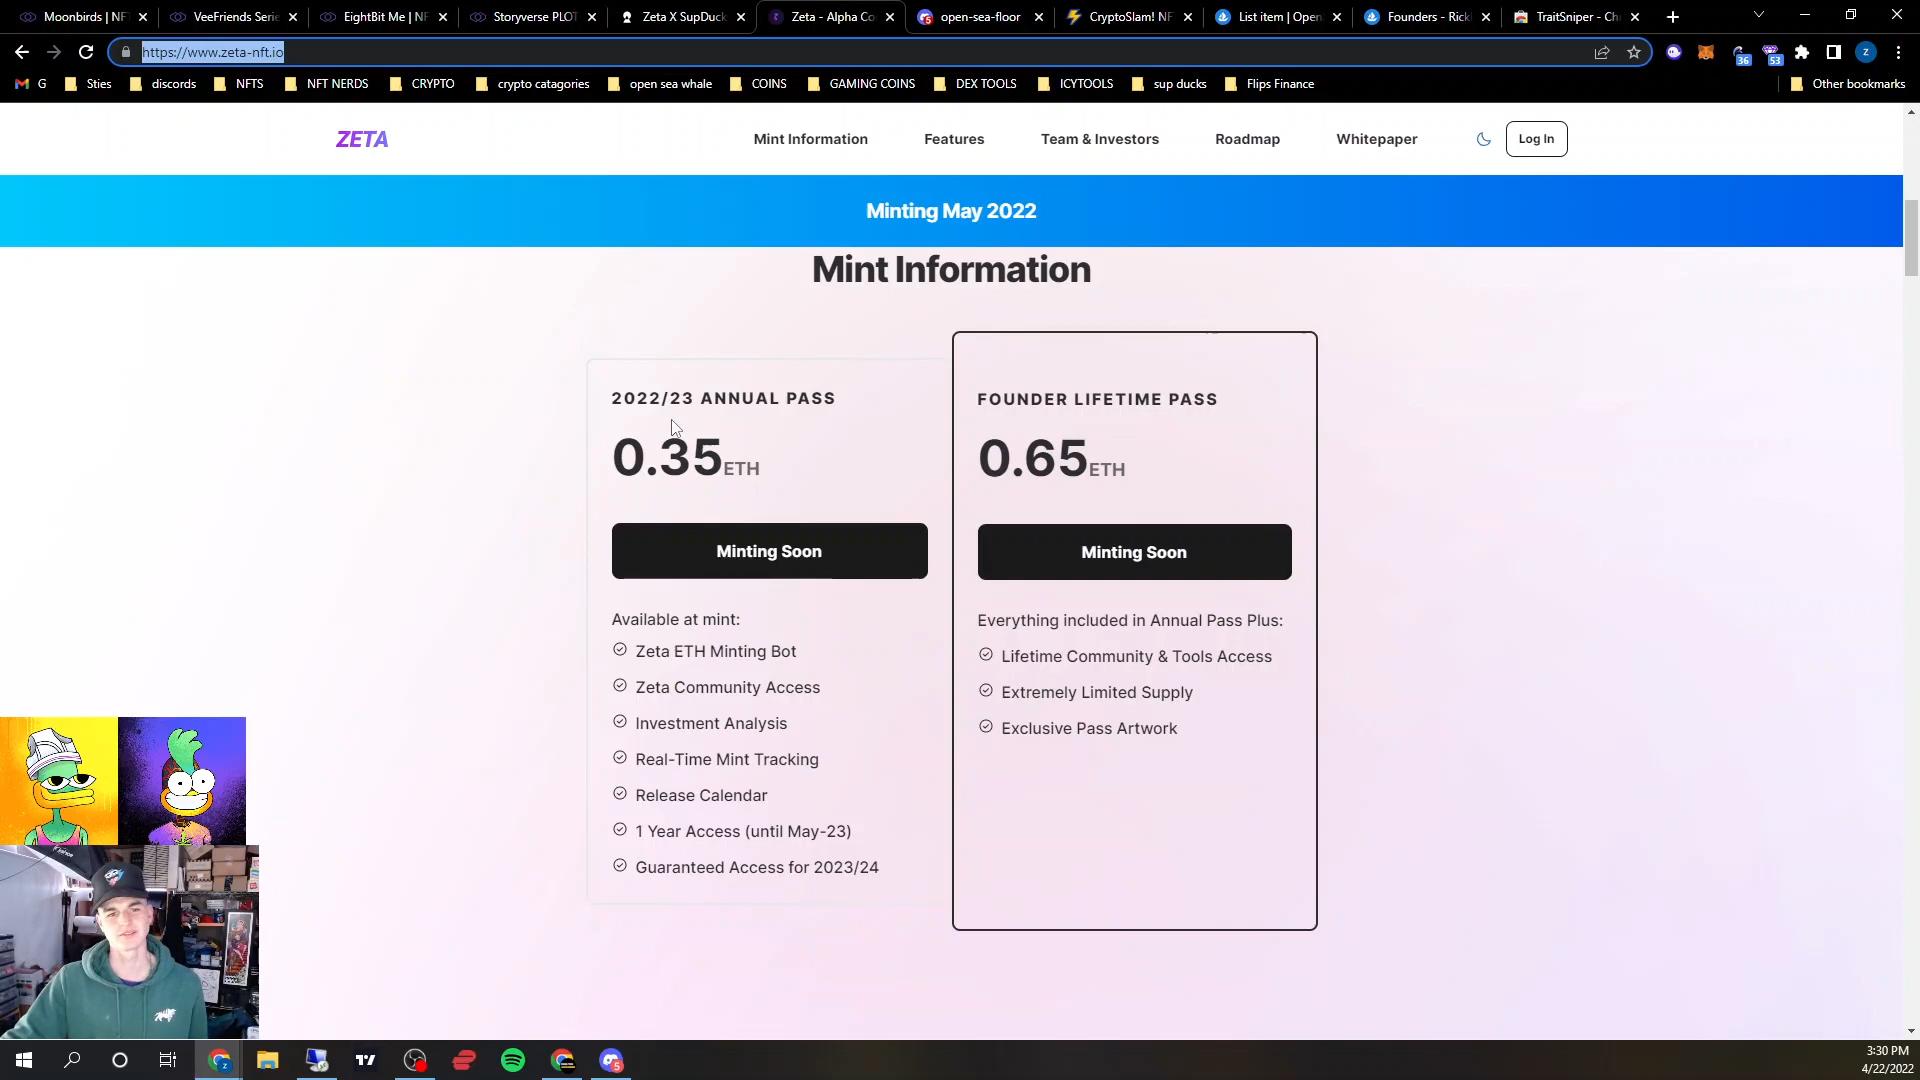 Moonbirds | NF
VeeFriends Serie
EightBit Me | NF
Storyverse PLOT
Zeta X SupDuck
Zeta - Alpha Co
open-sea-floor
CryptoSlam! NF
List item | Open
Founders - Rick
TraitSniper - Ch
https://www.zeta-nft.io
36
53
Z
G
Sties
discords
NFTS
NFT NERDS
CRYPTO
crypto catagories
open sea whale
COINS
GAMING COINS
DEX TOOLS
ICYTOOLS
sup ducks
Flips Finance
Other bookmarks
ZETA
Mint Information
Features
Team & Investors
Roadmap
Whitepaper
Log In
Minting May 2022
Mint Information
2022/23 ANNUAL PASS
0.35ETH
Minting Soon
Available at mint:
Zeta ETH Minting Bot
Zeta Community Access
Investment Analysis
Real-Time Mint Tracking
Release Calendar
1 Year Access (until May-23)
Guaranteed Access for 2023/24
FOUNDER LIFETIME PASS
0.65ETH
Minting Soon
Everything included in Annual Pass Plus:
Lifetime Community & Tools Access
Extremely Limited Supply
Exclusive Pass Artwork
3:30 PM
4/22/2022